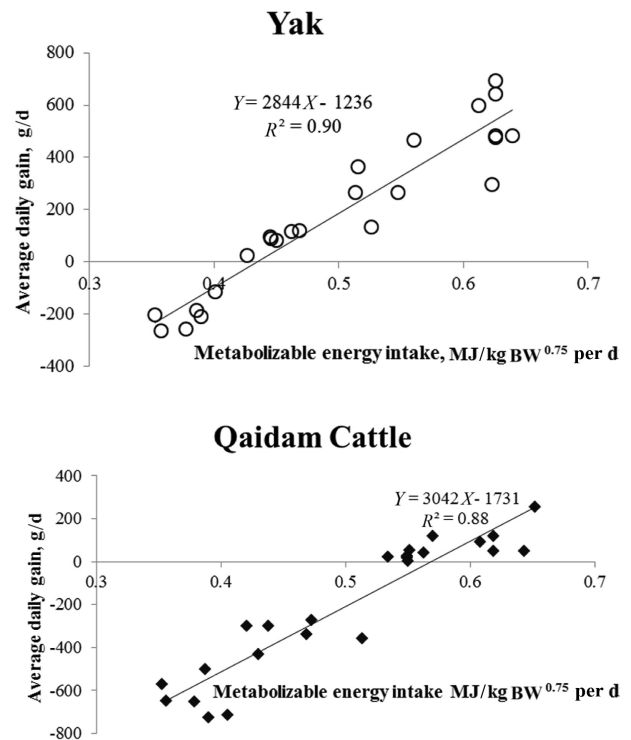 Yak
800
Y = 2844X - 1236
600
R² = 0.90
400
200
0
0.3 0.4 0.5 0.6 0.7
-200
-400
Average daily gain, g/d
Metabolizable energy intake, MJ/kg BW0.75 per d
Qaidam Cattle
400
Y = 3042X- 1731
200
R² = 0.88
0
0.3 0.4 0.5 0.6 0.7
-200
-400
-600
-800
Average daily gain, g/d
Metabolizable energy intake MJ/kg BW0.75 per d